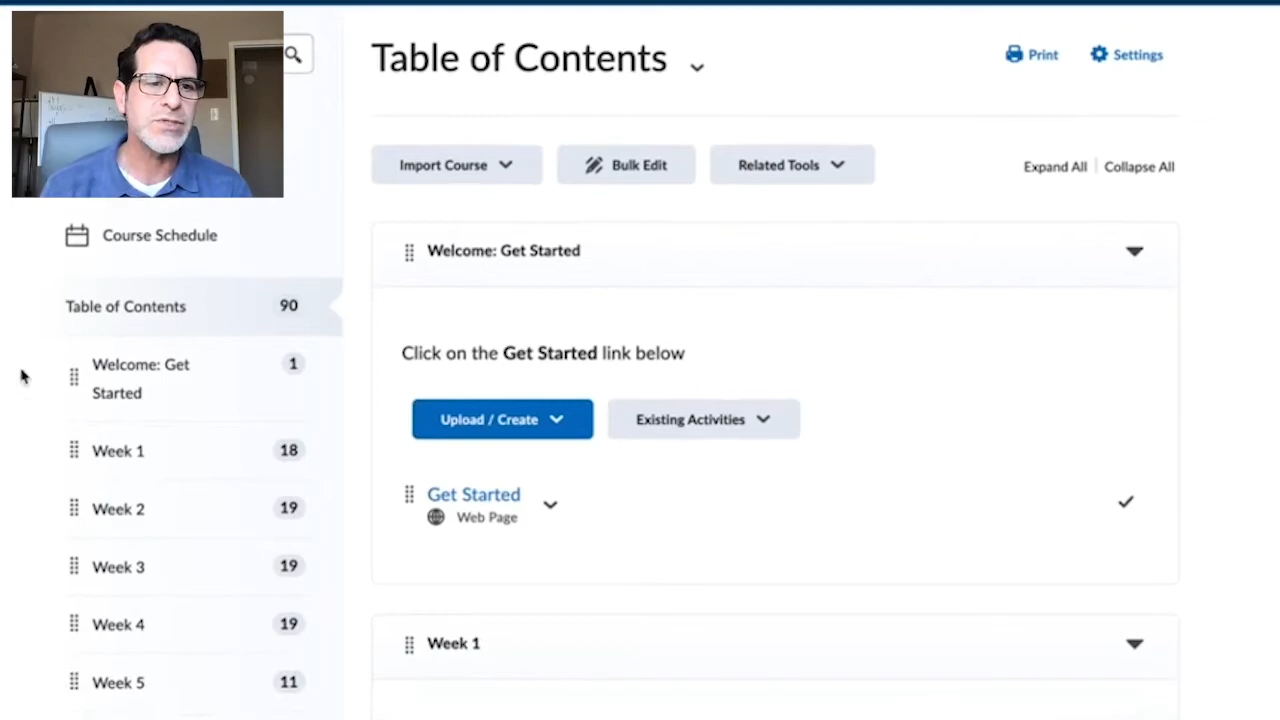 Table of Contents
Print
Settings
Import Course
Bulk Edit
Related Tools
Expand All
Collapse All
Course Schedule
Table of Contents 90
Welcome: Get Started 1
Week 1 18
Week 2 19
Week 3 19
Week 4 19
Week 5 11
Welcome: Get Started
Click on the Get Started link below
Upload / Create
Existing Activities
Get Started
Web Page
Week 1